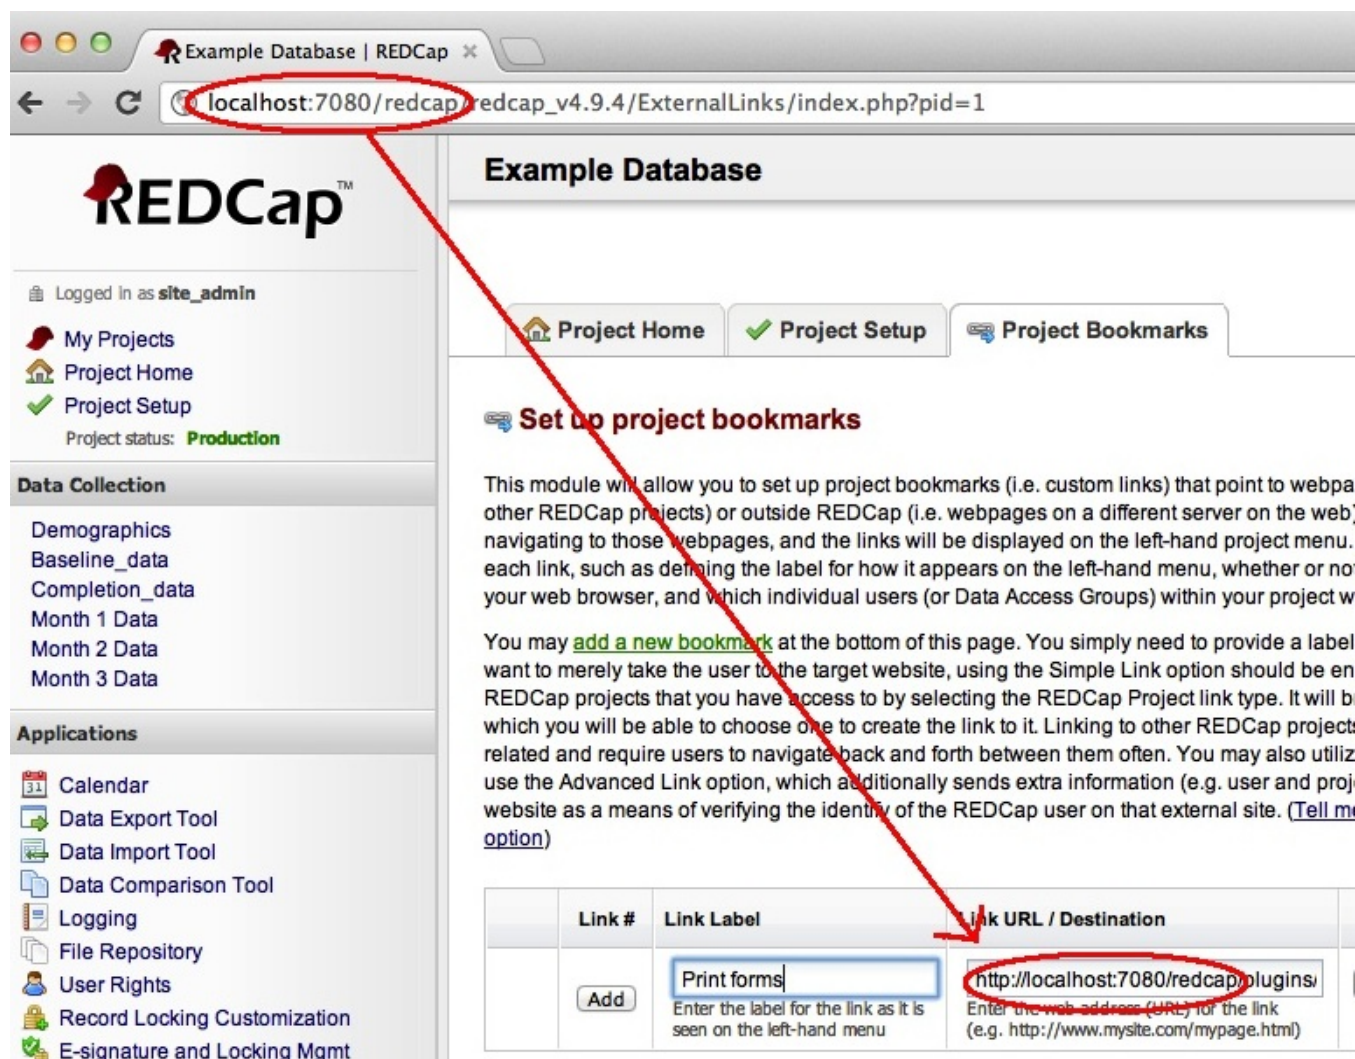 Example Database | REDCap
localhost:7080/redcap/redcap_v4.9.4/ExternalLinks/index.php?pid=1
REDCap™
Logged in as site_admin
My Projects
Project Home
Project Setup
Project status: Production
Data Collection
Demographics
Baseline_data
Completion_data
Month 1 Data
Month 2 Data
Month 3 Data
Applications
31 Calendar
Data Export Tool
Data Import Tool
Data Comparison Tool
Logging
File Repository
User Rights
Record Locking Customization
E-signature and Locking Mgmt
Example Database
Project Home
Project Setup
Project Bookmarks
Set up project bookmarks
This module will allow you to set up project bookmarks (i.e. custom links) that point to webpa
other REDCap projects) or outside REDCap (i.e. webpages on a different server on the web)
navigating to those webpages, and the links will be displayed on the left-hand project menu.
each link, such as defining the label for how it appears on the left-hand menu, whether or no
your web browser, and which individual users (or Data Access Groups) within your project w
You may add a new bookmark at the bottom of this page. You simply need to provide a label
want to merely take the user to the target website, using the Simple Link option should be en
REDCap projects that you have access to by selecting the REDCap Project link type. It will b
which you will be able to choose one to create the link to it. Linking to other REDCap projects
related and require users to navigate back and forth between them often. You may also utiliz
use the Advanced Link option, which additionally sends extra information (e.g. user and proj
website as a means of verifying the identify of the REDCap user on that external site. (Tell me
option)
Link #
Link Label
Link URL / Destination
Add
Print forms
Enter the label for the link as it is
seen on the left-hand menu
http://localhost:7080/redcap/plugins/
Enter the web address (URL) for the link
(e.g. http://www.mysite.com/mypage.html)